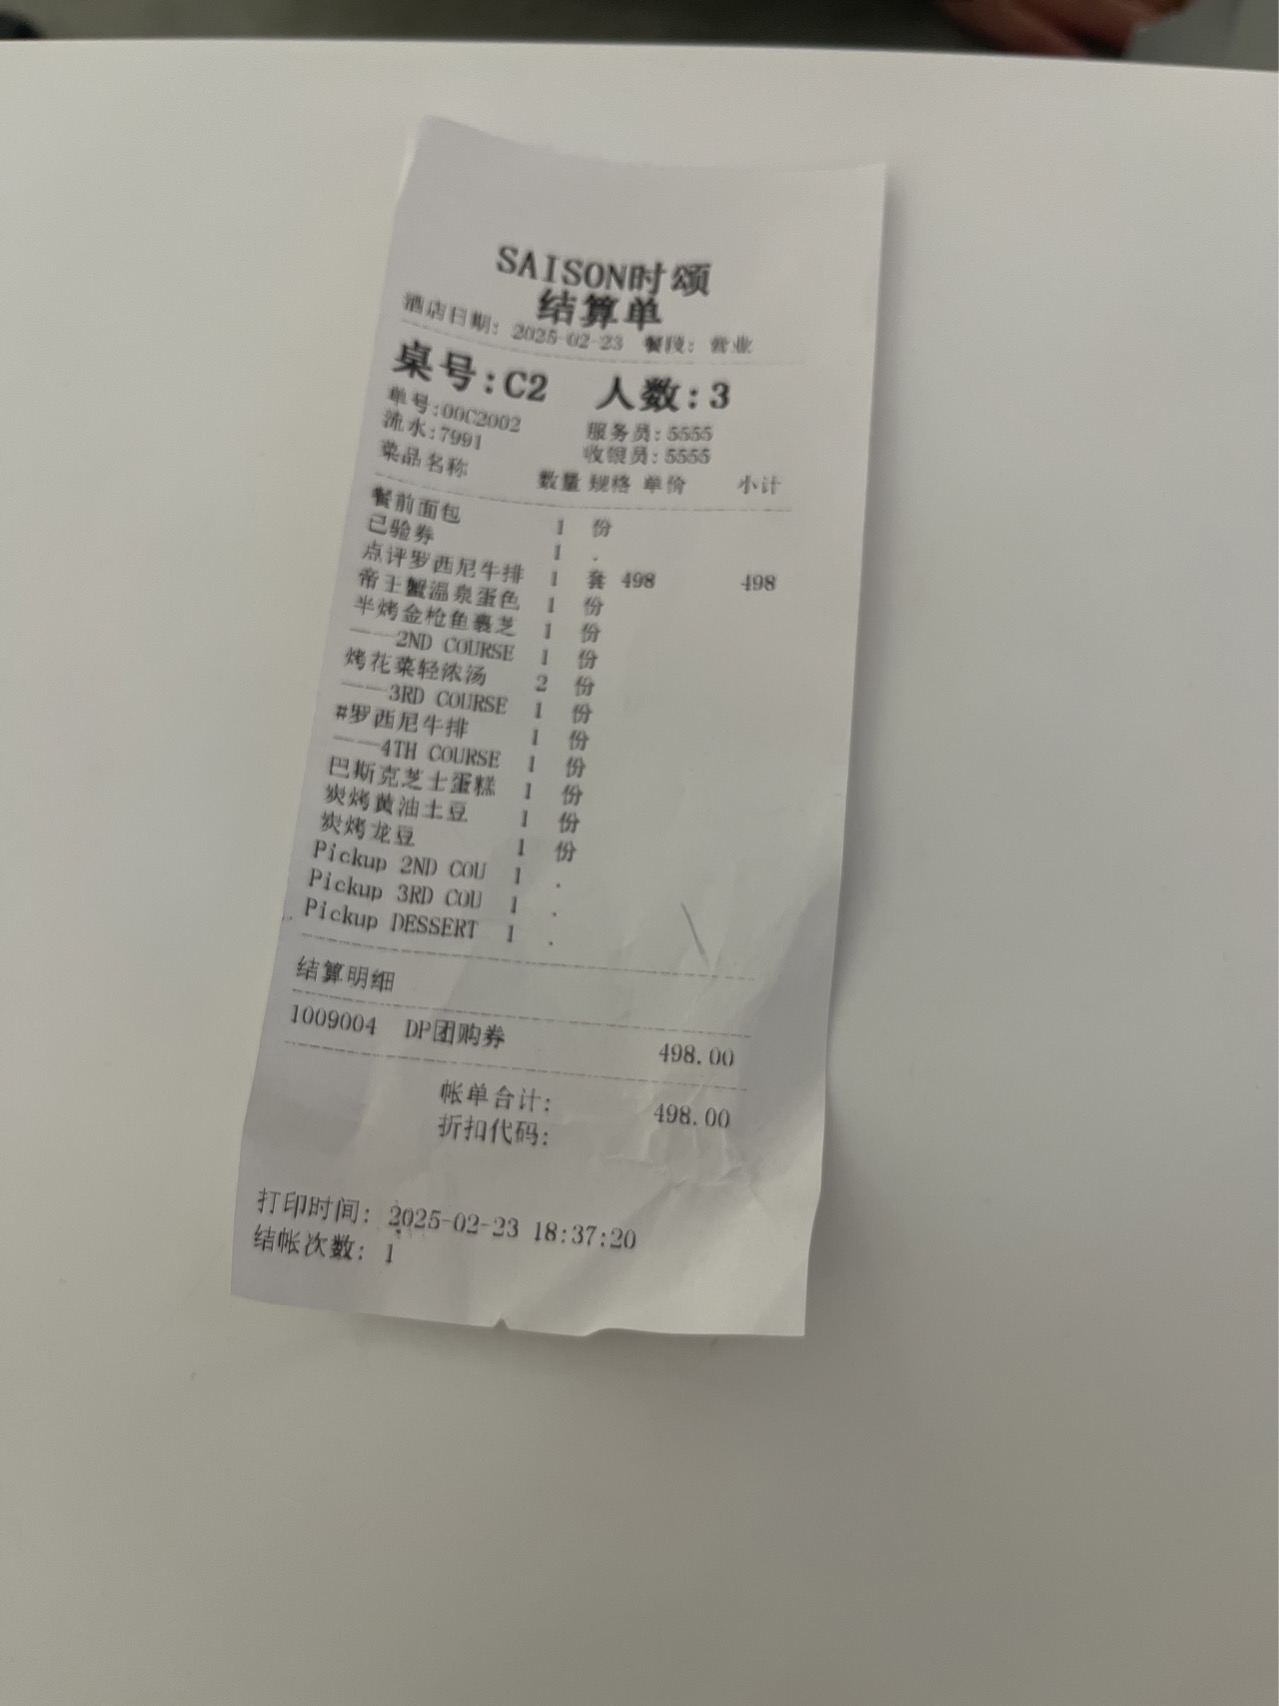 SAISON时颂
结算单
酒店日期: 2025-02-23 餐段: 营业
桌号:C2 人数:3
单号:00C2002 服务员:5555
流水:7991 收银员:5555
菜品名称 数量 规格 单价 小计
餐前面包 1 份
已验券 1 .
点评罗西尼牛排 1 套 498 498
帝王蟹温泉蛋色 1 份
半烤金枪鱼裹芝 1 份
——2ND COURSE 1 份
烤花菜轻浓汤 2 份
——3RD COURSE 1 份
#罗西尼牛排 1 份
——4TH COURSE 1 份
巴斯克芝士蛋糕 1 份
炭烤黄油土豆 1 份
炭烤龙豆 1 份
Pickup 2ND COU 1 .
Pickup 3RD COU 1 .
Pickup DESSERT 1 .
结算明细
1009004 DP团购券 498.00
帐单合计: 498.00
折扣代码:
打印时间: 2025-02-23 18:37:20
结帐次数: 1